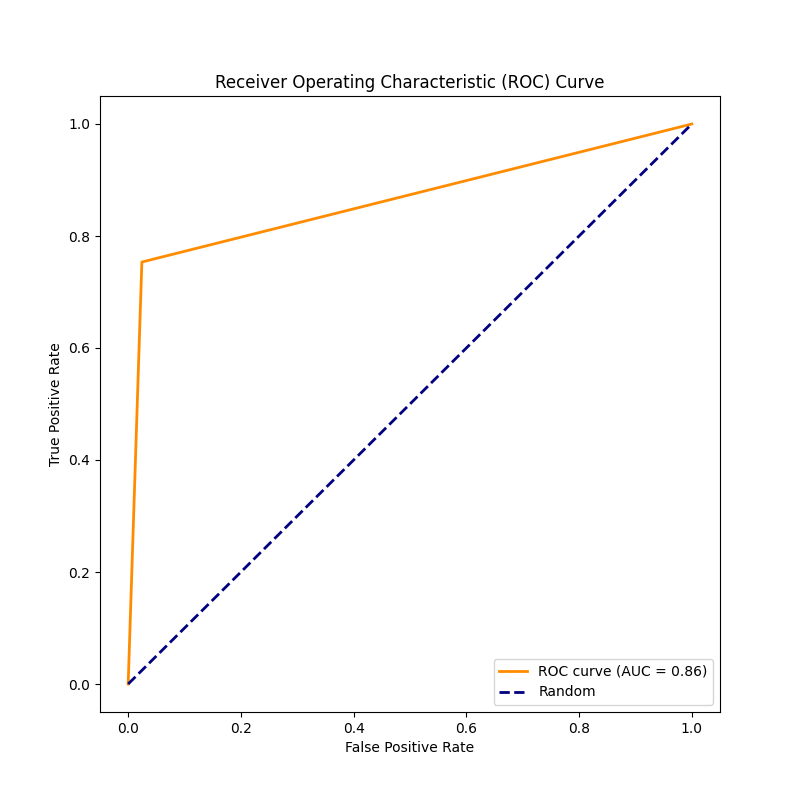 Receiver Operating Characteristic (ROC) Curve
1.0
0.8
0.6
0.4
0.2
0.0
True Positive Rate
0.0 0.2 0.4 0.6 0.8 1.0
False Positive Rate
ROC curve (AUC = 0.86)
Random